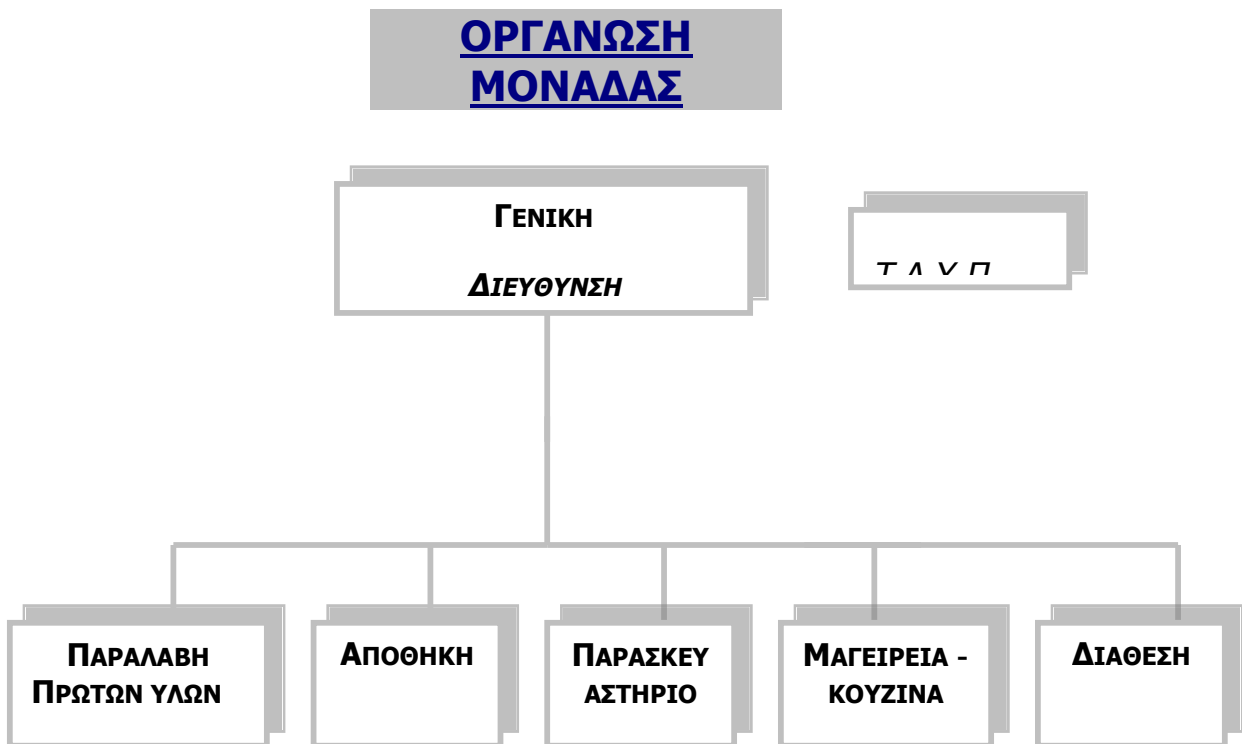 ΟΡΓΑΝΩΣΗ
ΜΟΝΑΔΑΣ
ΓΕΝΙΚΗ
ΔΙΕΥΘΥΝΣΗ
ΠΑΡΑΛΑΒΗ
ΠΡΩΤΩΝ ΥΛΩΝ
ΑΠΟΘΗΚΗ
ΠΑΡΑΣΚΕΥ
ΑΣΤΗΡΙΟ
ΜΑΓΕΙΡΕΙΑ -
ΚΟΥΖΙΝΑ
ΔΙΑΘΕΣΗ